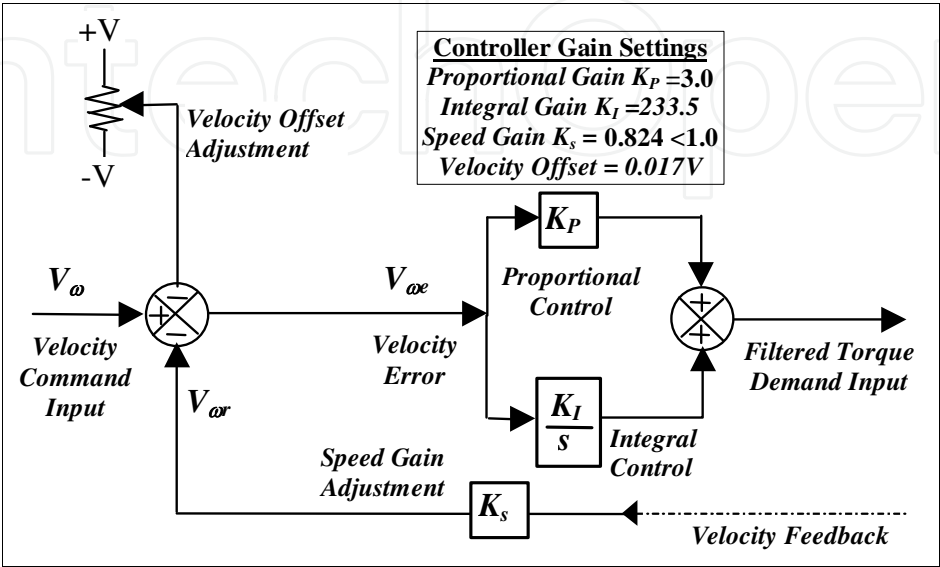 +V
-V
Velocity Offset
Adjustment
Controller Gain Settings
Proportional Gain K_P =3.0
Integral Gain K_I =233.5
Speed Gain K_s = 0.824 <1.0
Velocity Offset = 0.017V
K_P
Proportional
Control
V_ω
Velocity
Command
Input
+
−
−
V_ωe
Velocity
Error
+
+
Filtered Torque
Demand Input
V_ωr
K_I
s
Integral
Control
Speed Gain
Adjustment
K_s
Velocity Feedback